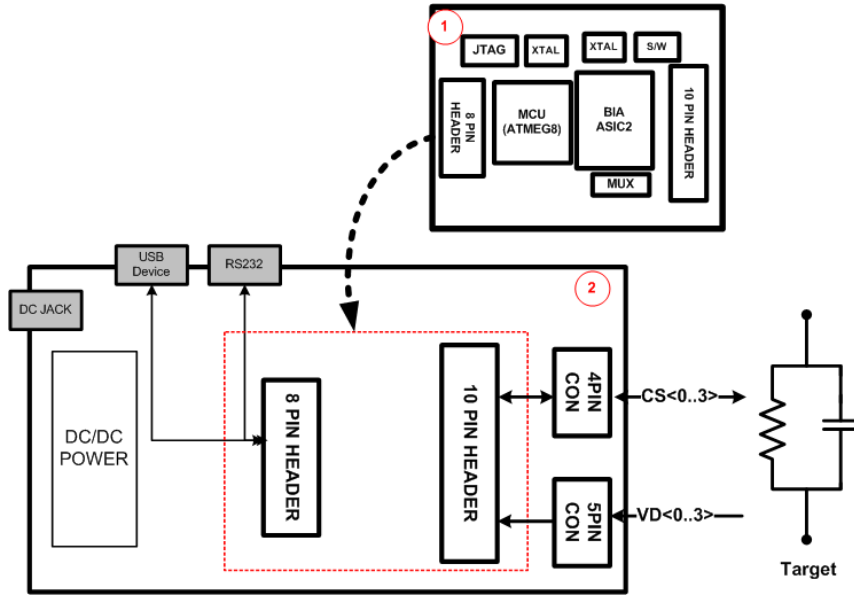 1
JTAG
XTAL
XTAL
S/W
8 PIN
HEADER
MCU
(ATMEG8)
BIA
ASIC2
10 PIN HEADER
MUX
USB
Device
RS232
2
DC JACK
DC/DC
POWER
8 PIN HEADER
10 PIN HEADER
4PIN
CON
CS<0..3>
5PIN
CON
VD<0..3>
Target